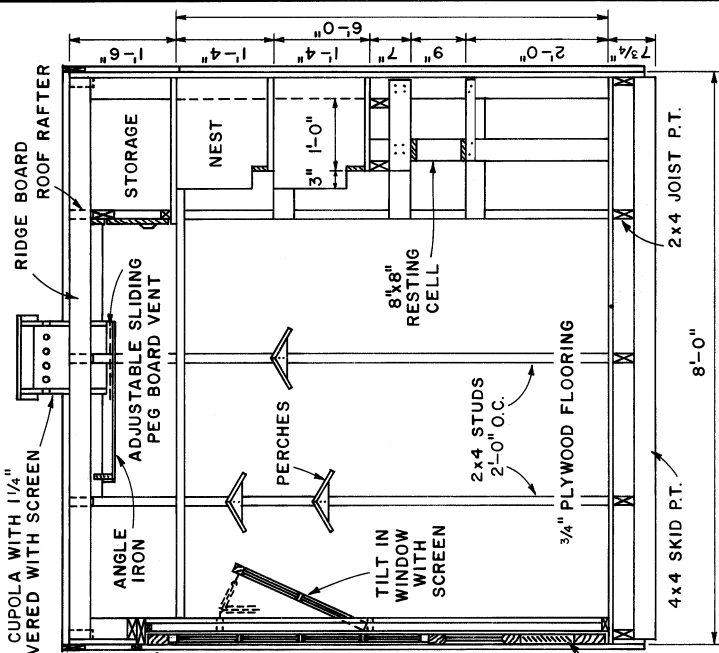 CUPOLA WITH 1 1/4"
VERED WITH SCREEN
RIDGE BOARD
ROOF RAFTER
STORAGE
NEST
ADJUSTABLE SLIDING
PEG BOARD VENT
ANGLE
IRON
PERCHES
TILT IN
WINDOW
WITH
SCREEN
8"x8"
RESTING
CELL
3"
1'-0"
2x4 STUDS
2'-0" O.C.
3/4" PLYWOOD FLOORING
2x4 JOIST P.T.
4x4 SKID P.T.
8'-0"
6'-0"
1'-6"
1'-4"
1'-4"
7"
9"
2'-0"
7 3/4"